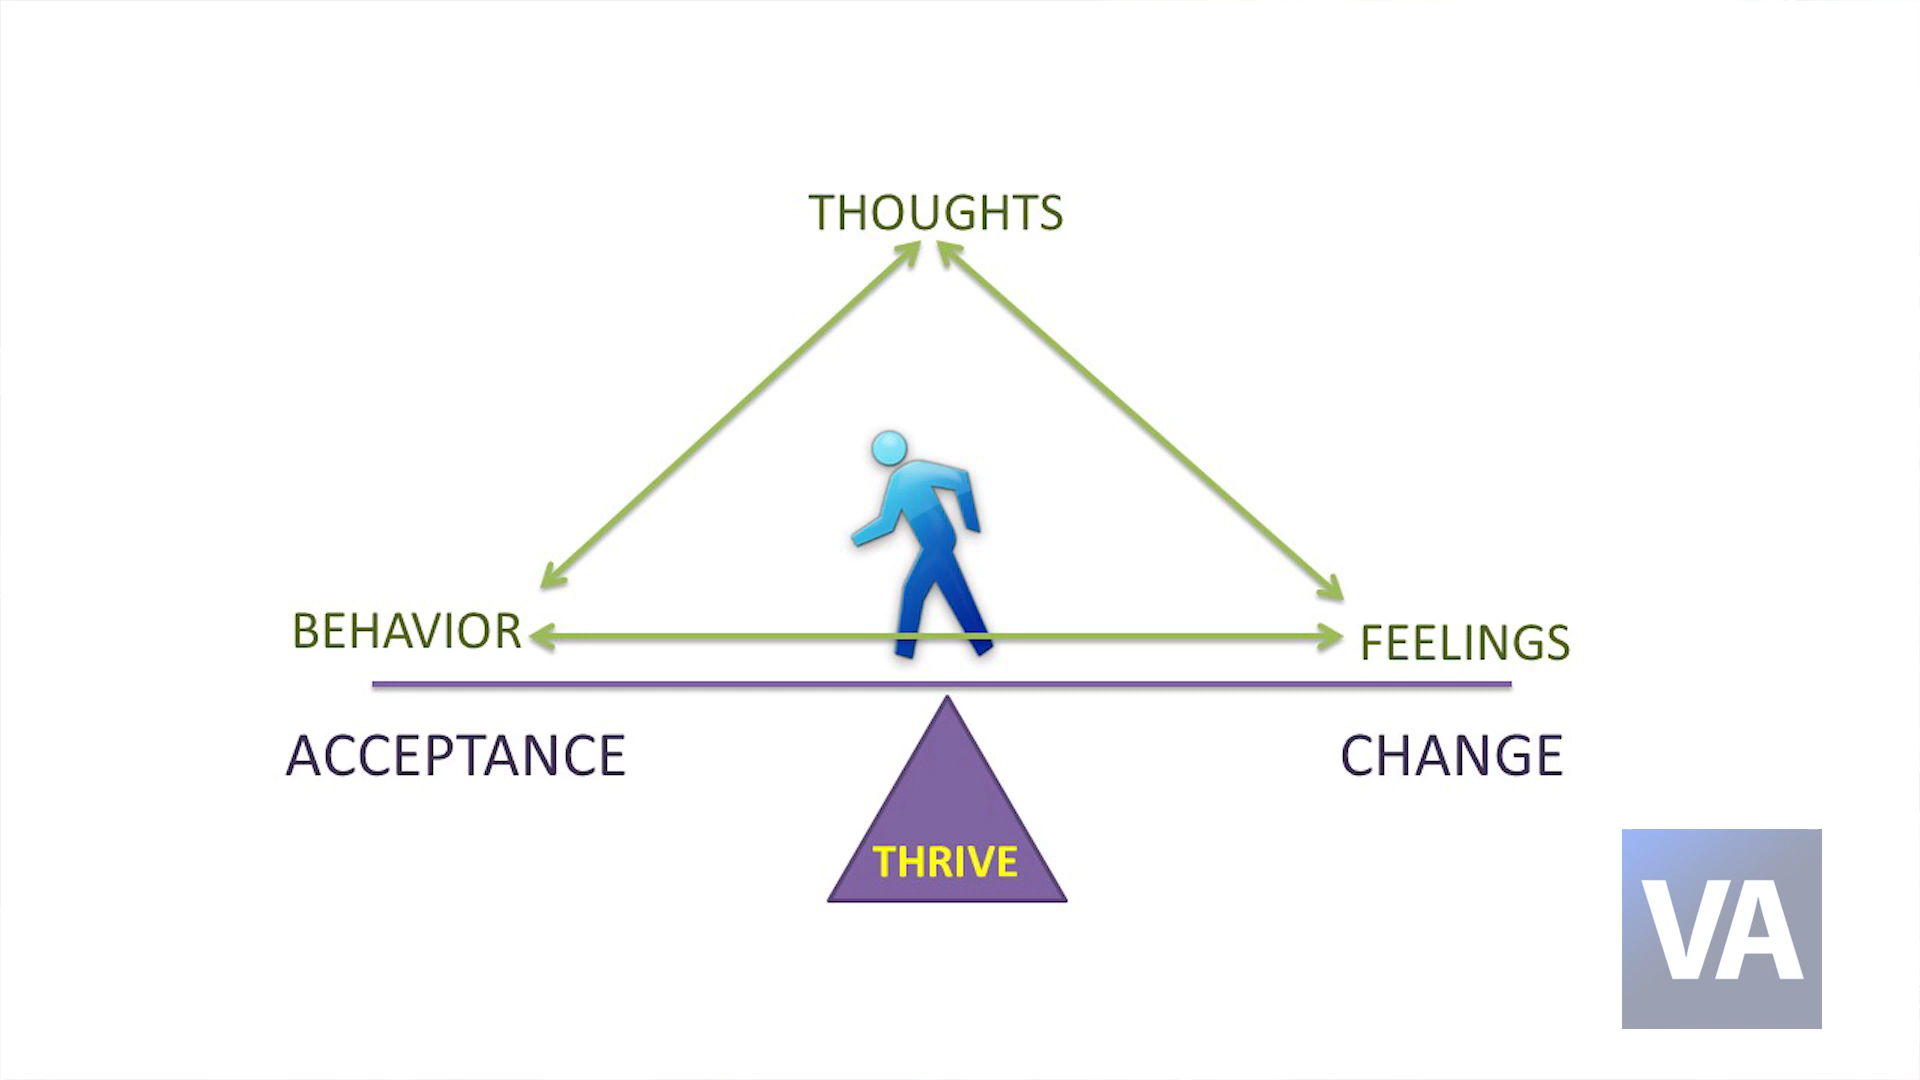 THOUGHTS
BEHAVIOR
FEELINGS
ACCEPTANCE
CHANGE
THRIVE
VA